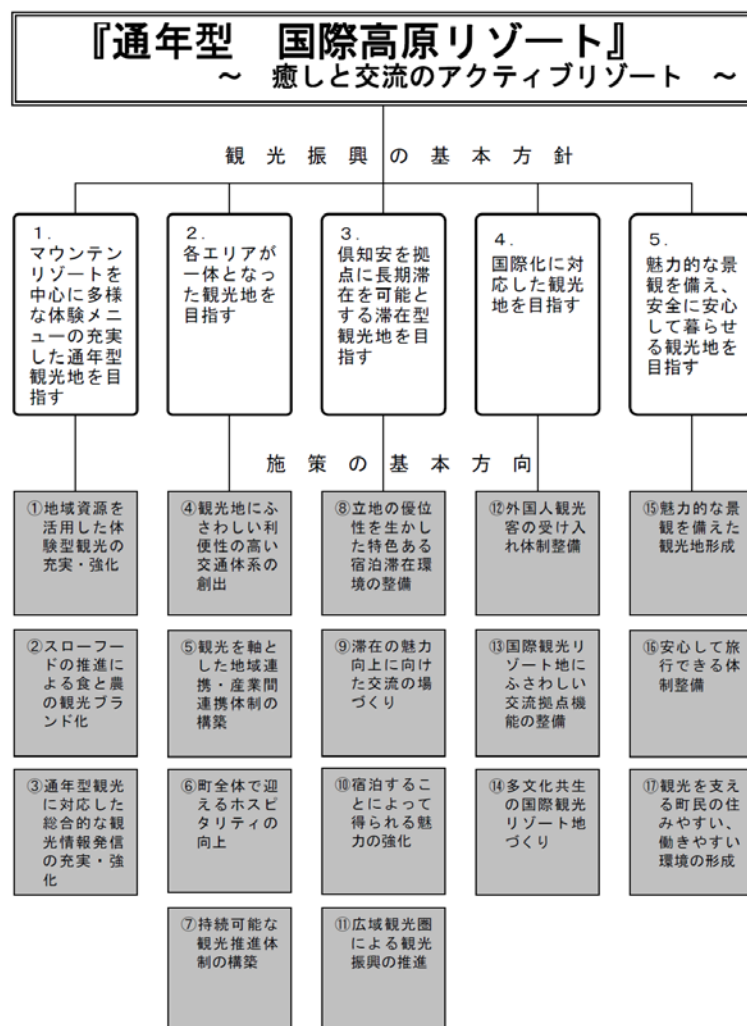 『通年型　国際高原リゾート』
～　癒しと交流のアクティブリゾート　～
観光振興の基本方針
1.
マウンテン
リゾートを
中心に多様
な体験メニ
ューの充実
した通年型
観光地を目
指す
2.
各エリアが
一体となっ
た観光地を
目指す
3.
倶知安を拠
点に長期滞
在を可能と
する滞在型
観光地を目
指す
4.
国際化に対
応した観光
地を目指す
5.
魅力的な景
観を備え、
安全に安心
して暮らせ
る観光地を
目指す
施策の基本方向
①地域資源を
活用した体
験型観光の
充実・強化
②スローフー
ドの推進に
よる食と農
の観光ブラ
ンド化
③通年型観光
に対応した
総合的な観
光情報発信
の充実・強
化
④観光地にふ
さわしい利
便性の高い
交通体系の
創出
⑤観光を軸と
した地域連
携・産業間
連携体制の
構築
⑥町全体で迎
えるホスピ
タリティの
向上
⑦持続可能な
観光推進体
制の構築
⑧立地の優位
性を生かし
た特色ある
宿泊滞在環
境の整備
⑨滞在の魅力
向上に向け
た交流の場
づくり
⑩宿泊するこ
とによって
得られる魅
力の強化
⑪広域観光圏
による観光
振興の推進
⑫外国人観光
客の受け入
れ体制整備
⑬国際観光リ
ゾート地に
ふさわしい
交流拠点機
能の整備
⑭多文化共生
の国際観光
リゾート地
づくり
⑮魅力的な景
観を備えた
観光地形成
⑯安心して旅
行できる体
制整備
⑰観光を支え
る町民の住
みやすい、
働きやすい
環境の形成